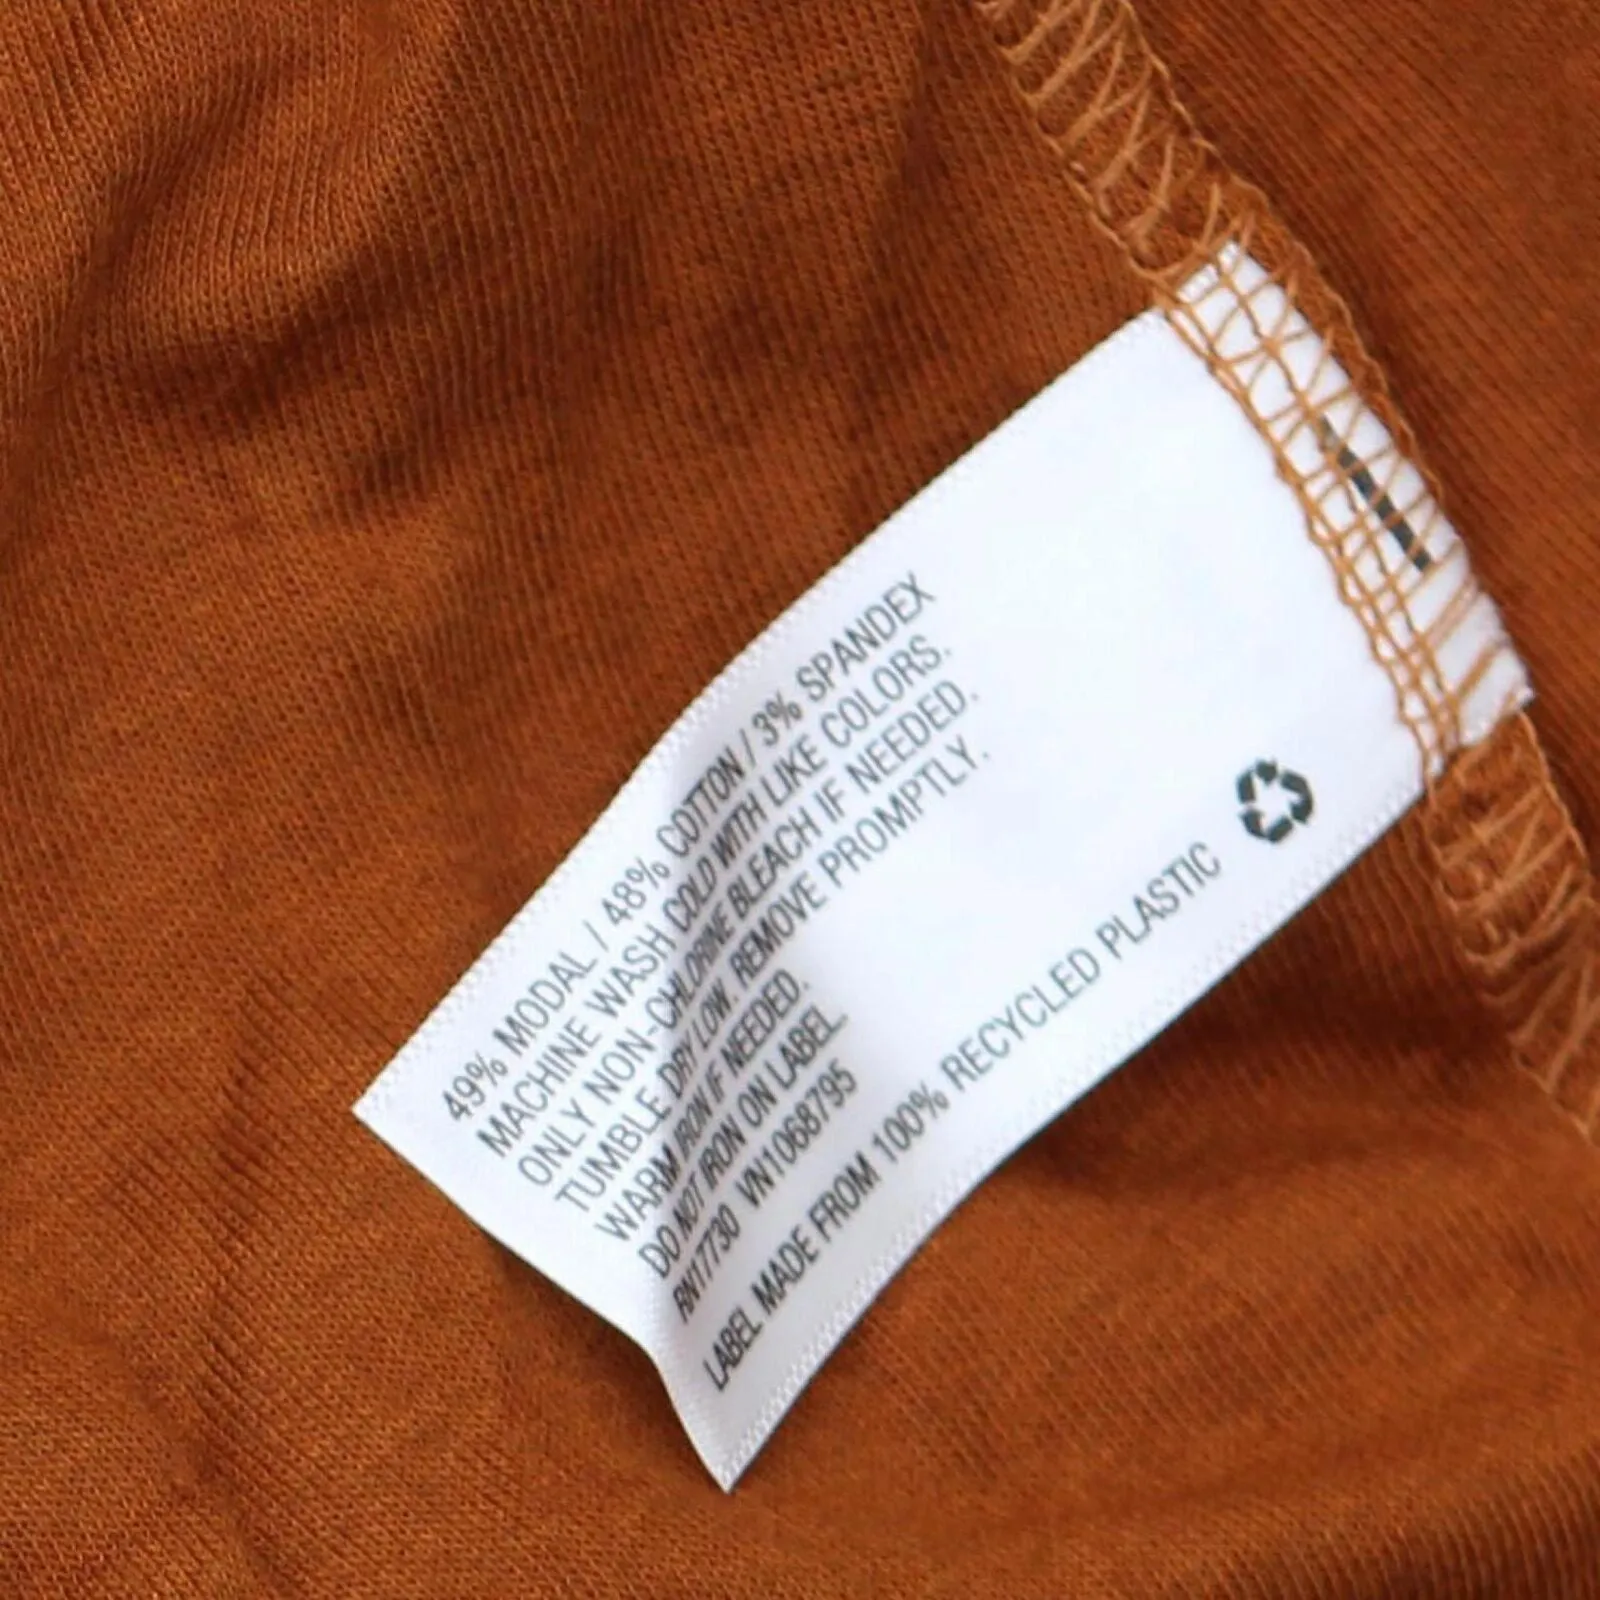 49% MODAL / 48% COTTON / 3% SPANDEX
MACHINE WASH COLD WITH LIKE COLORS.
ONLY NON-CHLORINE BLEACH IF NEEDED.
TUMBLE DRY LOW. REMOVE PROMPTLY.
WARM IRON IF NEEDED.
DO NOT IRON ON LABEL.
RN17730 VN1068795
LABEL MADE FROM 100% RECYCLED PLASTIC